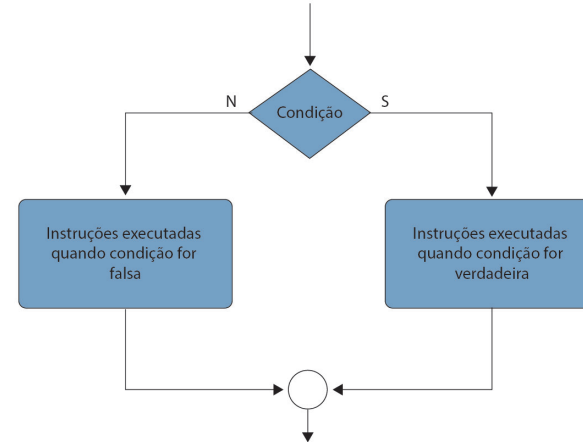 N
Condição
S
Instruções executadas
quando condição for
falsa
Instruções executadas
quando condição for
verdadeira